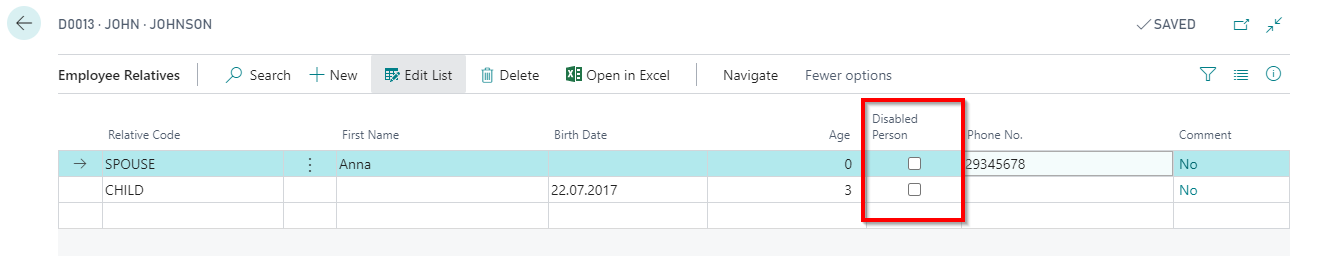 D0013 · JOHN · JOHNSON
SAVED
Employee Relatives Search New Edit List Delete Open in Excel Navigate Fewer options
Relative Code First Name Birth Date Age Disabled Person Phone No. Comment
SPOUSE Anna 0 29345678 No
CHILD 22.07.2017 3 No